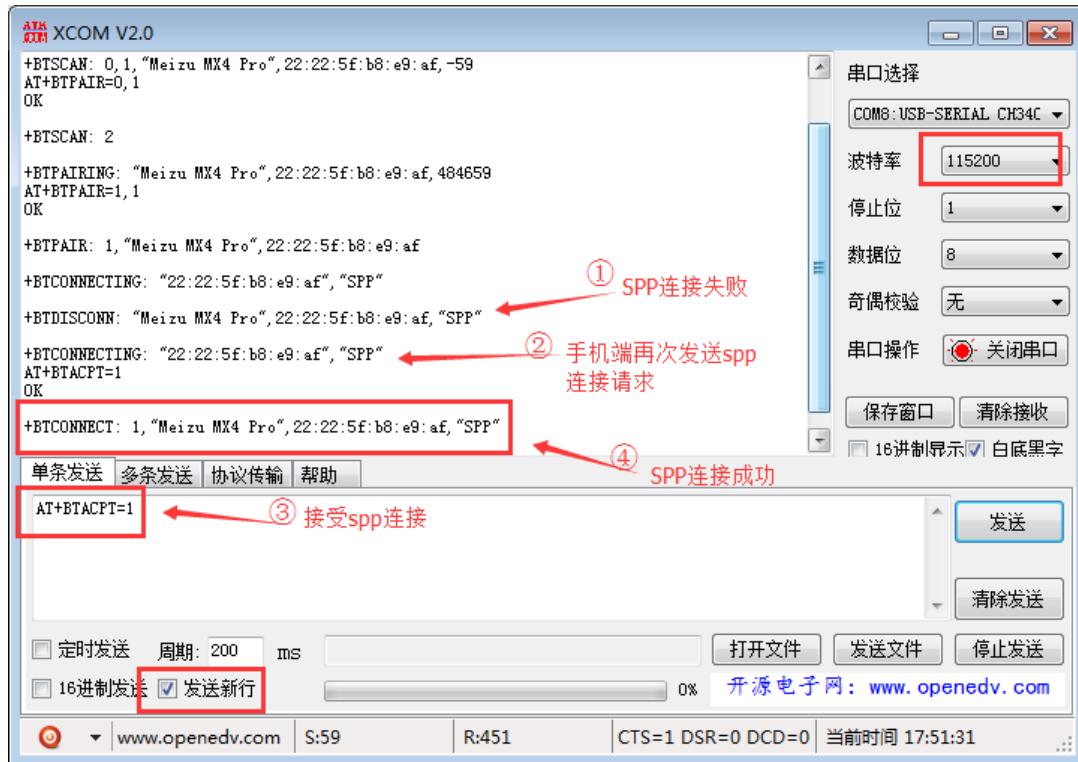 ATK COM XCOM V2.0
+BTSCAN: 0,1,"Meizu MX4 Pro",22:22:5f:b8:e9:af,-59
AT+BTPAIR=0,1
OK
+BTSCAN: 2
+BTPAIRING: "Meizu MX4 Pro",22:22:5f:b8:e9:af,484659
AT+BTPAIR=1,1
OK
+BTPAIR: 1,"Meizu MX4 Pro",22:22:5f:b8:e9:af
+BTCONNECTING: "22:22:5f:b8:e9:af","SPP"
① SPP连接失败
+BTDISCONN: "Meizu MX4 Pro",22:22:5f:b8:e9:af,"SPP"
+BTCONNECTING: "22:22:5f:b8:e9:af","SPP"
② 手机端再次发送spp
连接请求
AT+BTACPT=1
OK
+BTCONNECT: 1,"Meizu MX4 Pro",22:22:5f:b8:e9:af,"SPP"
④ SPP连接成功
串口选择
COM8:USB-SERIAL CH34
波特率 115200
停止位 1
数据位 8
奇偶校验 无
串口操作 关闭串口
保存窗口 清除接收
16进制显示 白底黑字
单条发送 多条发送 协议传输 帮助
AT+BTACPT=1
③ 接受spp连接
发送
清除发送
定时发送 周期: 200 ms 打开文件 发送文件 停止发送
16进制发送 发送新行 0% 开源电子网: www.openedv.com
www.openedv.com S:59 R:451 CTS=1 DSR=0 DCD=0 当前时间 17:51:31